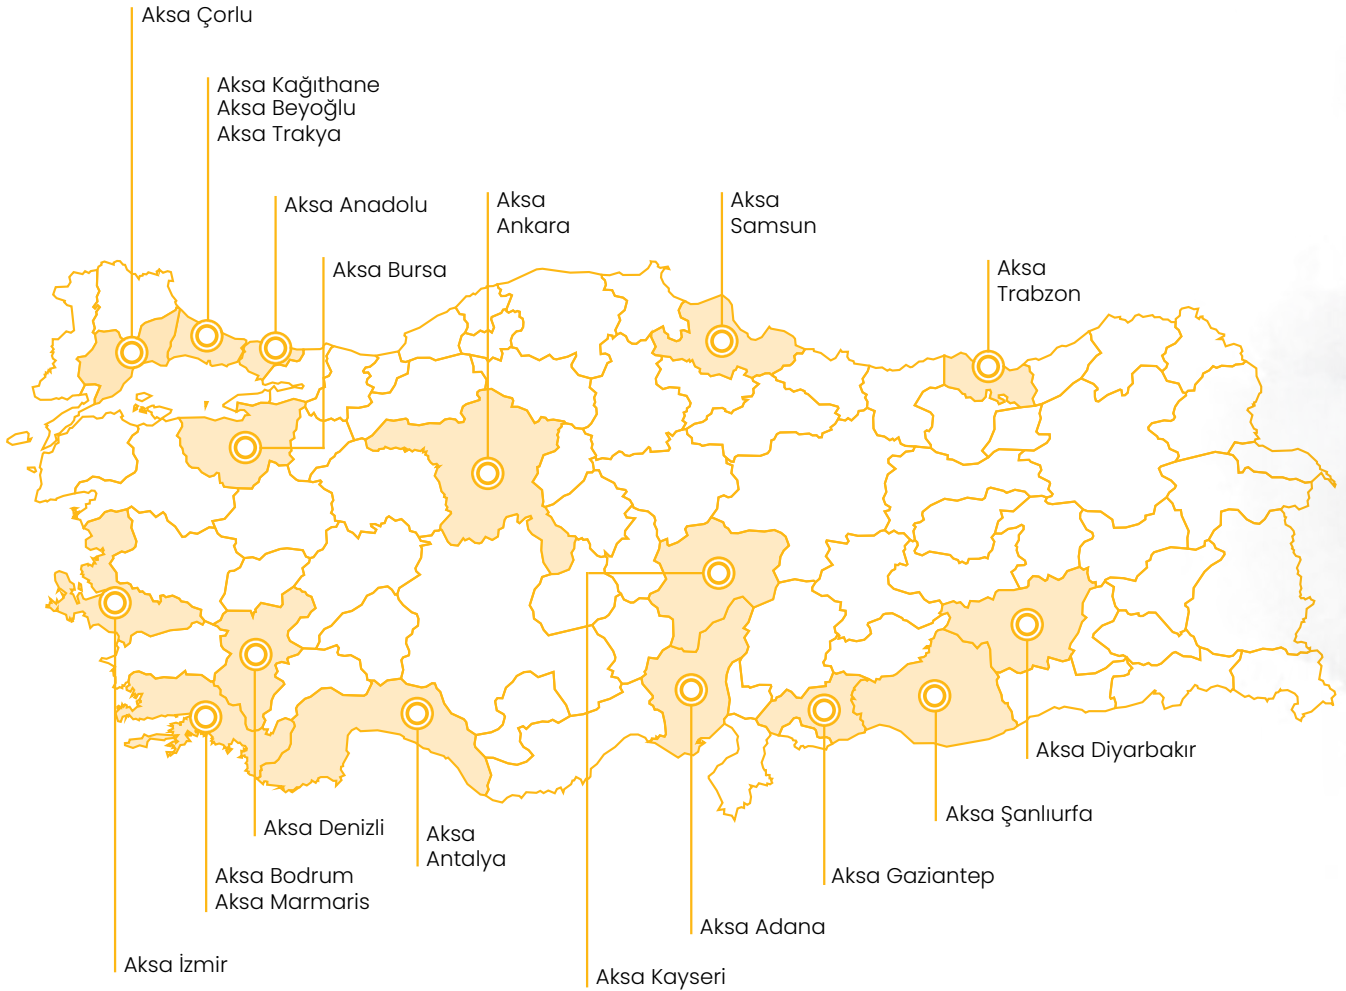 Aksa Çorlu
Aksa Kağıthane
Aksa Beyoğlu
Aksa Trakya
Aksa Anadolu
Aksa
Ankara
Aksa
Samsun
Aksa Bursa
Aksa
Trabzon
Aksa Diyarbakır
Aksa Şanlıurfa
Aksa Denizli
Aksa
Antalya
Aksa Bodrum
Aksa Marmaris
Aksa Gaziantep
Aksa Adana
Aksa İzmir
Aksa Kayseri